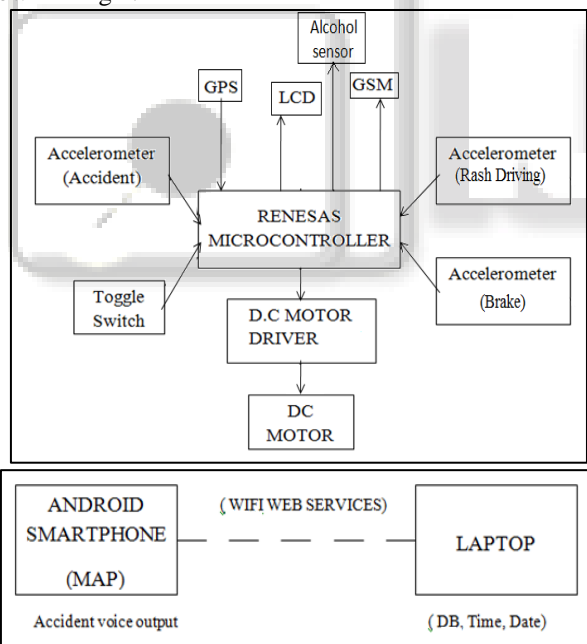 Alcohol
sensor
GPS
LCD
GSM
Accelerometer
(Accident)
Accelerometer
(Rash Driving)
RENESAS
MICROCONTROLLER
Toggle
Switch
Accelerometer
(Brake)
D.C MOTOR
DRIVER
DC
MOTOR
ANDROID
SMARTPHONE
(MAP)
( WIFI WEB SERVICES)
LAPTOP
Accident voice output
( DB, Time, Date)